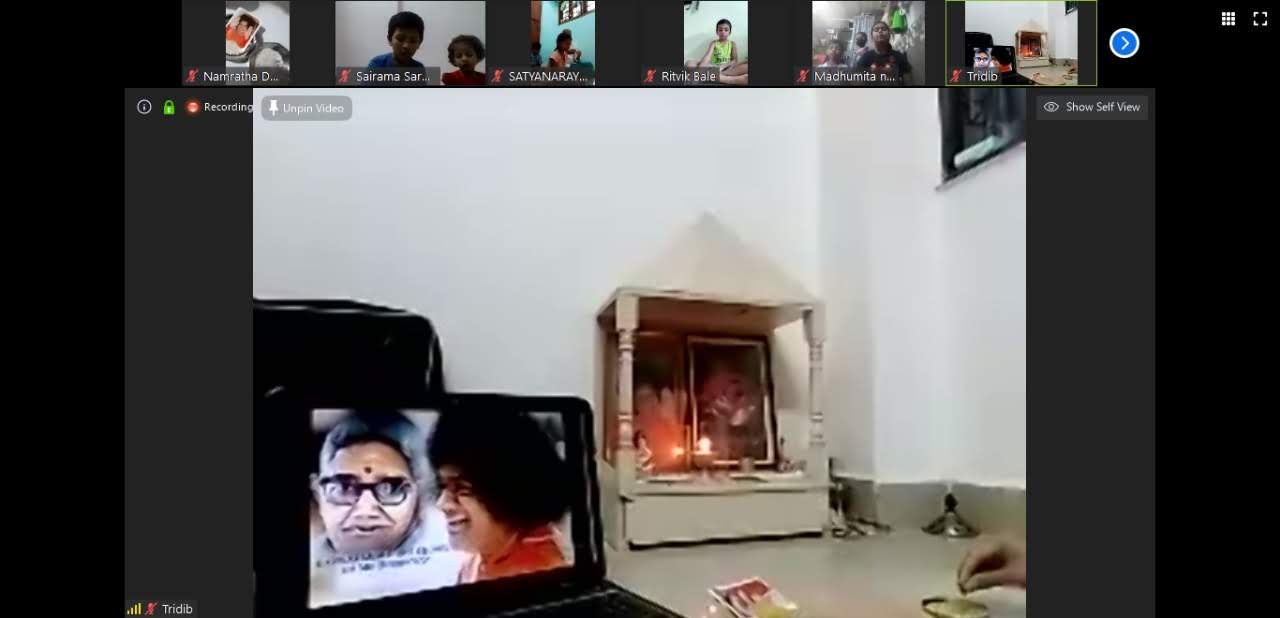 Namratha D...
Sairama Sar...
SATYANARAY...
Ritvik Bale
Madhumita n...
Tridib
Recording
Unpin Video
Show Self View
Tridib